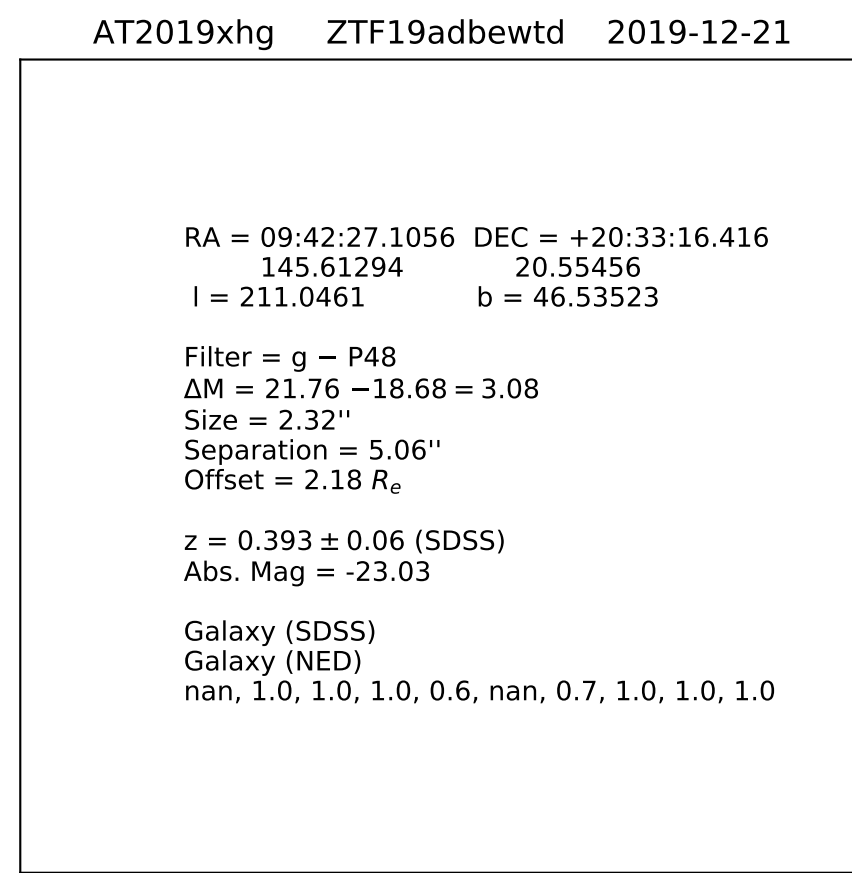 AT2019xhg ZTF19adbewtd 2019-12-21
RA = 09:42:27.1056 DEC = +20:33:16.416
145.61294 20.55456
l = 211.0461 b = 46.53523
Filter = g − P48
ΔM = 21.76 −18.68 = 3.08
Size = 2.32''
Separation = 5.06''
Offset = 2.18 Rₑ
z = 0.393 ± 0.06 (SDSS)
Abs. Mag = -23.03
Galaxy (SDSS)
Galaxy (NED)
nan, 1.0, 1.0, 1.0, 0.6, nan, 0.7, 1.0, 1.0, 1.0